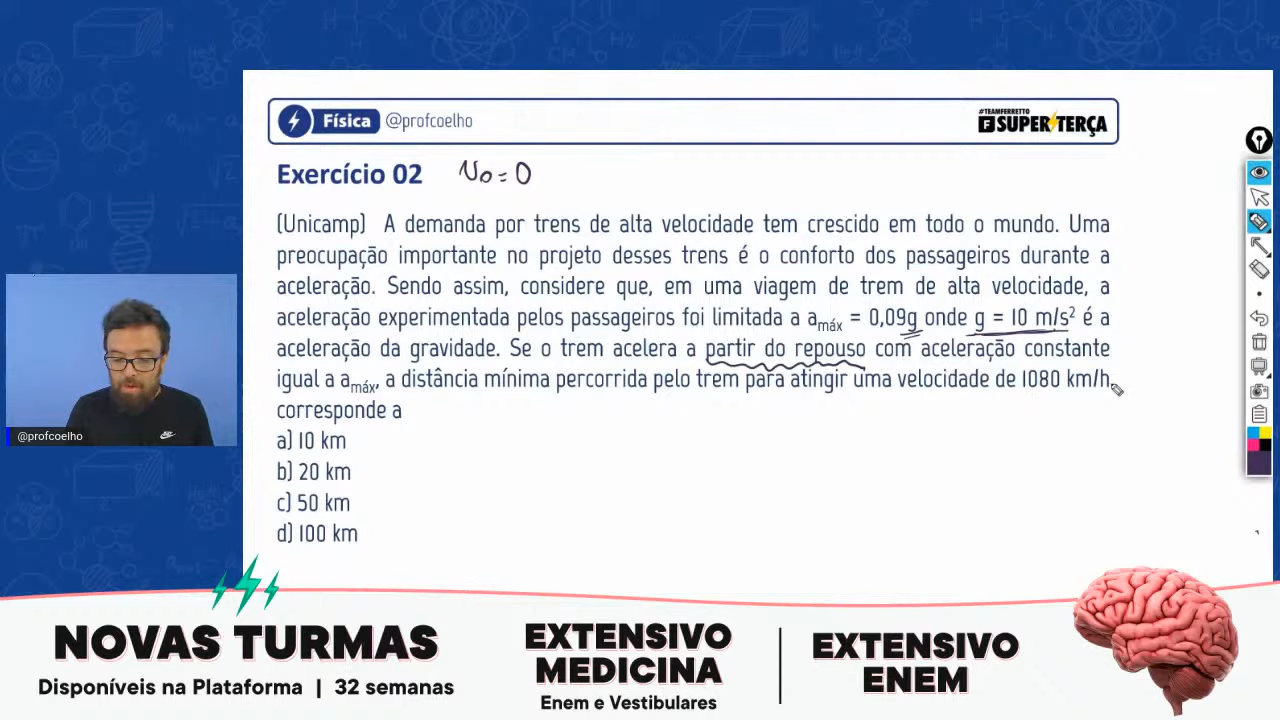 Física @profcoelho
#TEAMFERRETTO
SUPER TERÇA
Exercício 02 v₀ = 0
(Unicamp) A demanda por trens de alta velocidade tem crescido em todo o mundo. Uma
preocupação importante no projeto desses trens é o conforto dos passageiros durante a
aceleração. Sendo assim, considere que, em uma viagem de trem de alta velocidade, a
aceleração experimentada pelos passageiros foi limitada a aₘáₓ = 0,09g onde g = 10 m/s² é a
aceleração da gravidade. Se o trem acelera a partir do repouso com aceleração constante
igual a aₘáₓ, a distância mínima percorrida pelo trem para atingir uma velocidade de 1080 km/h,
corresponde a
a) 10 km
b) 20 km
c) 50 km
d) 100 km
@profcoelho
NOVAS TURMAS
Disponíveis na Plataforma | 32 semanas
EXTENSIVO
MEDICINA
Enem e Vestibulares
EXTENSIVO
ENEM